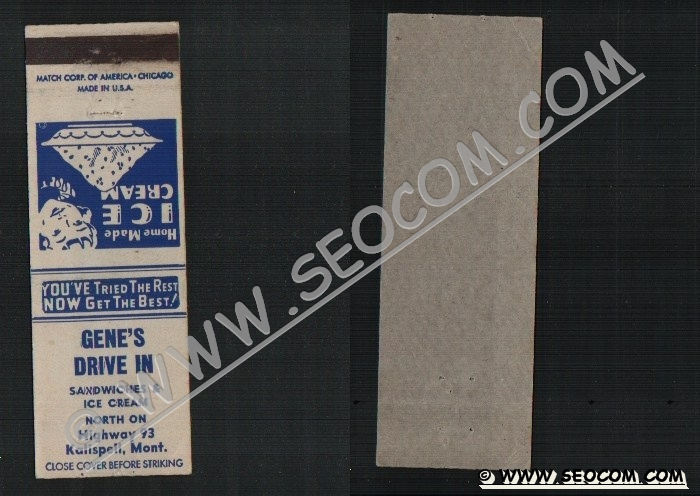 MATCH CORP. OF AMERICA • CHICAGO
MADE IN U.S.A.
Home Made
ICE
CREAM
YOU'VE TRIED THE REST
NOW GET THE BEST!
GENE'S
DRIVE IN
SANDWICHES &
ICE CREAM
NORTH ON
Highway 93
Kalispell, Mont.
CLOSE COVER BEFORE STRIKING
© WWW.SEOCOM.COM
© WWW.SEOCOM.COM